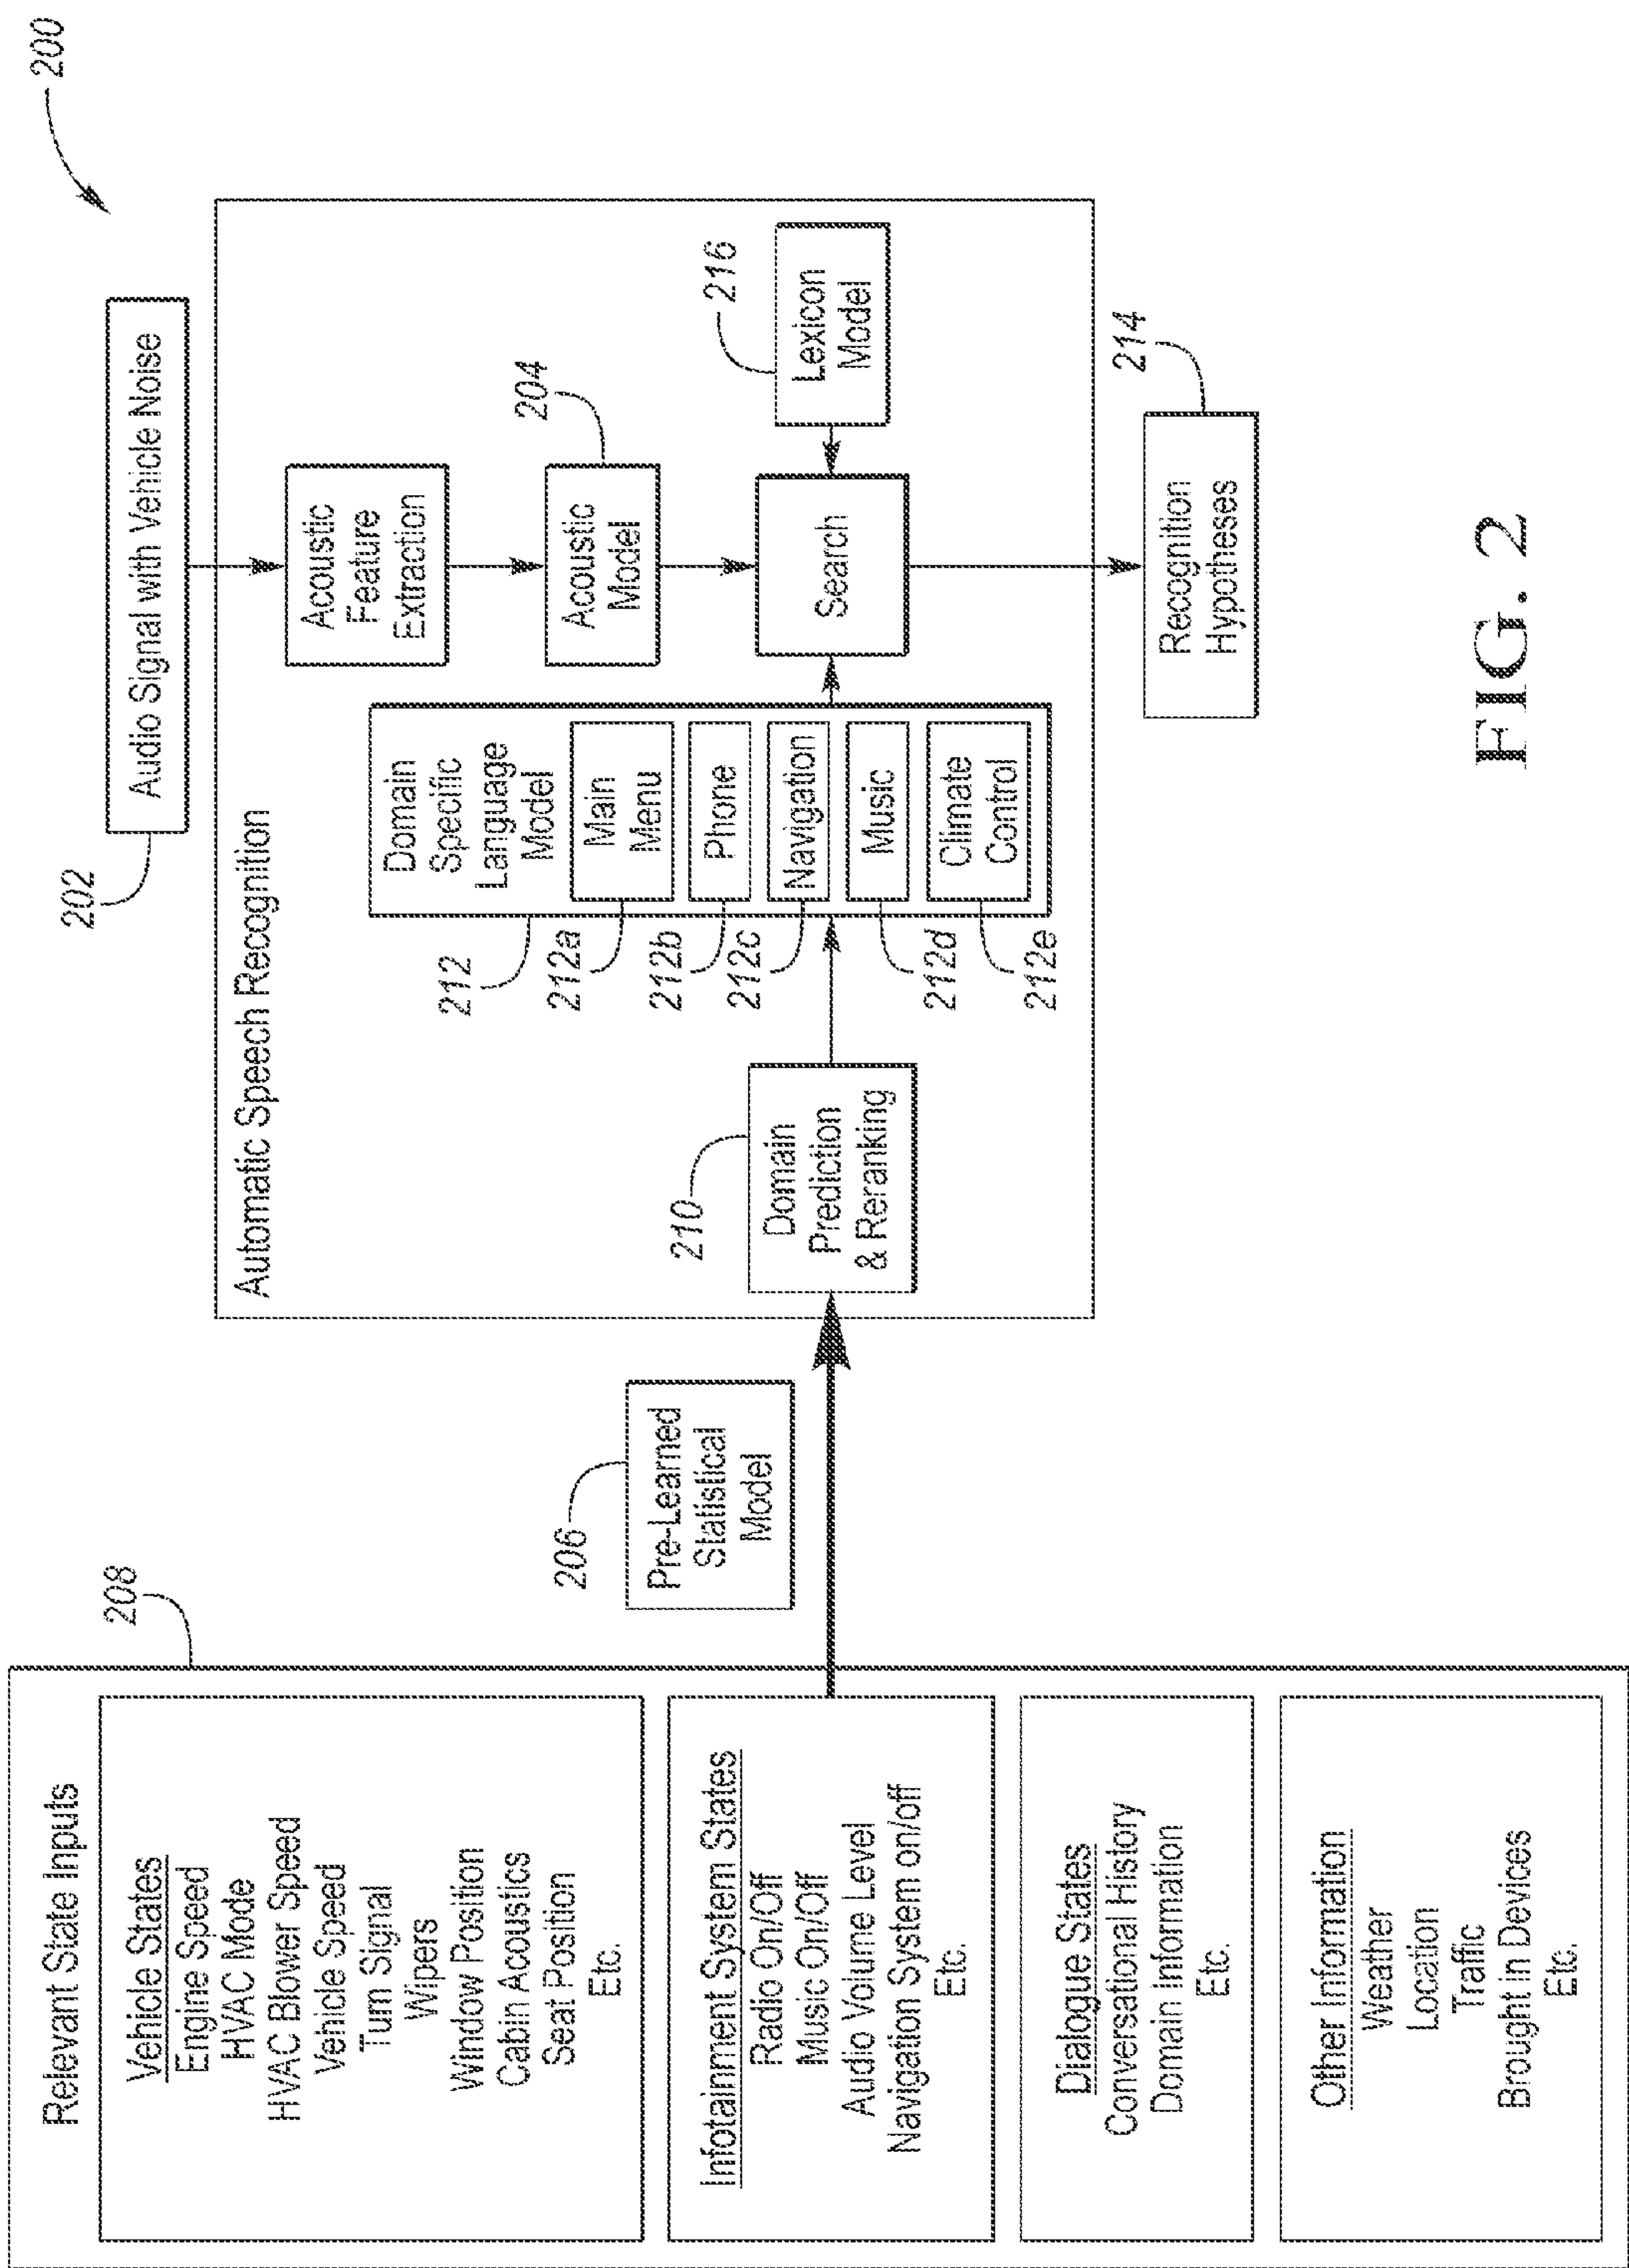 200
202
Audio Signal with Vehicle Noise
Automatic Speech Recognition
Acoustic
Feature
Extraction
204
Acoustic
Model
216
Lexicon
Model
Search
212
Domain
Specific
Language
Model
212a
Main
Menu
212b
Phone
212c
Navigation
212d
Music
212e
Climate
Control
210
Domain
Prediction
& Reranking
214
Recognition
Hypotheses
206
Pre-Learned
Statistical
Model
208
Relevant State Inputs
Vehicle States
Engine Speed
HVAC Mode
HVAC Blower Speed
Vehicle Speed
Turn Signal
Wipers
Window Position
Cabin Acoustics
Seat Position
Etc.
Infotainment System States
Radio On/Off
Music On/Off
Audio Volume Level
Navigation System on/off
Etc.
Dialogue States
Conversational History
Domain Information
Etc.
Other Information
Weather
Location
Traffic
Brought in Devices
Etc.
FIG. 2